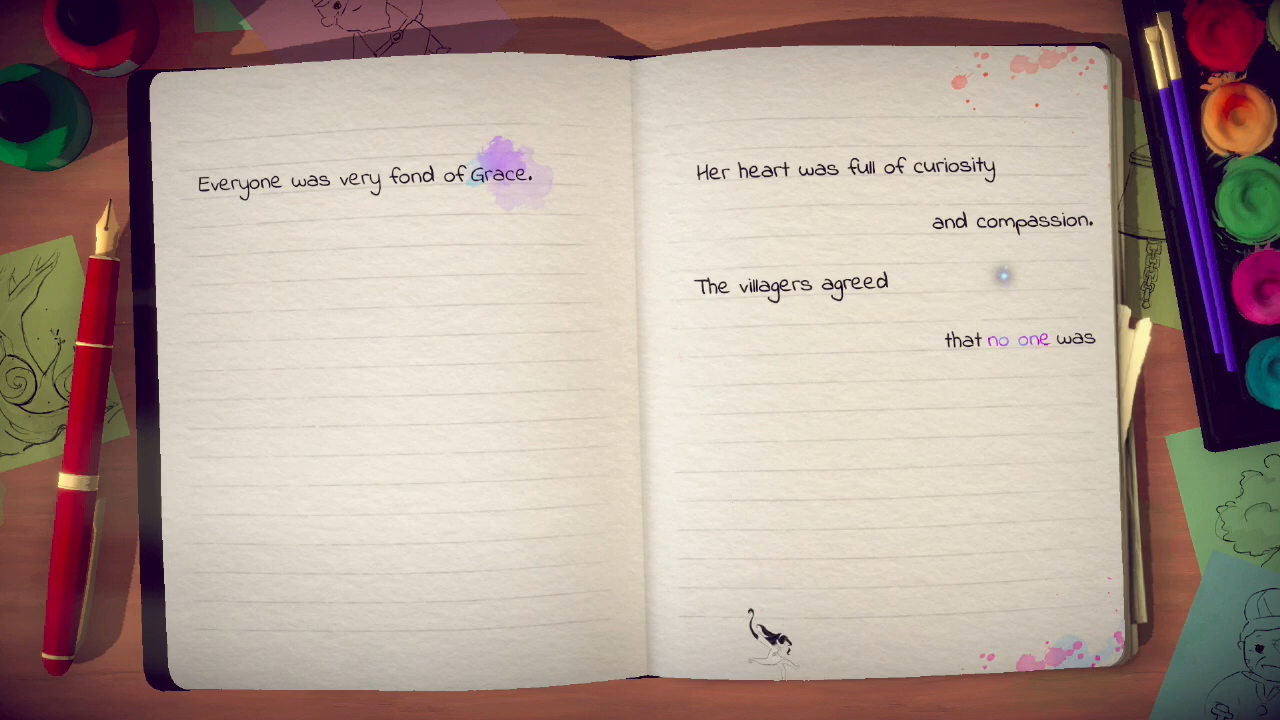 Everyone was very fond of Grace.
Her heart was full of curiosity
and compassion.
The villagers agreed
that no one was